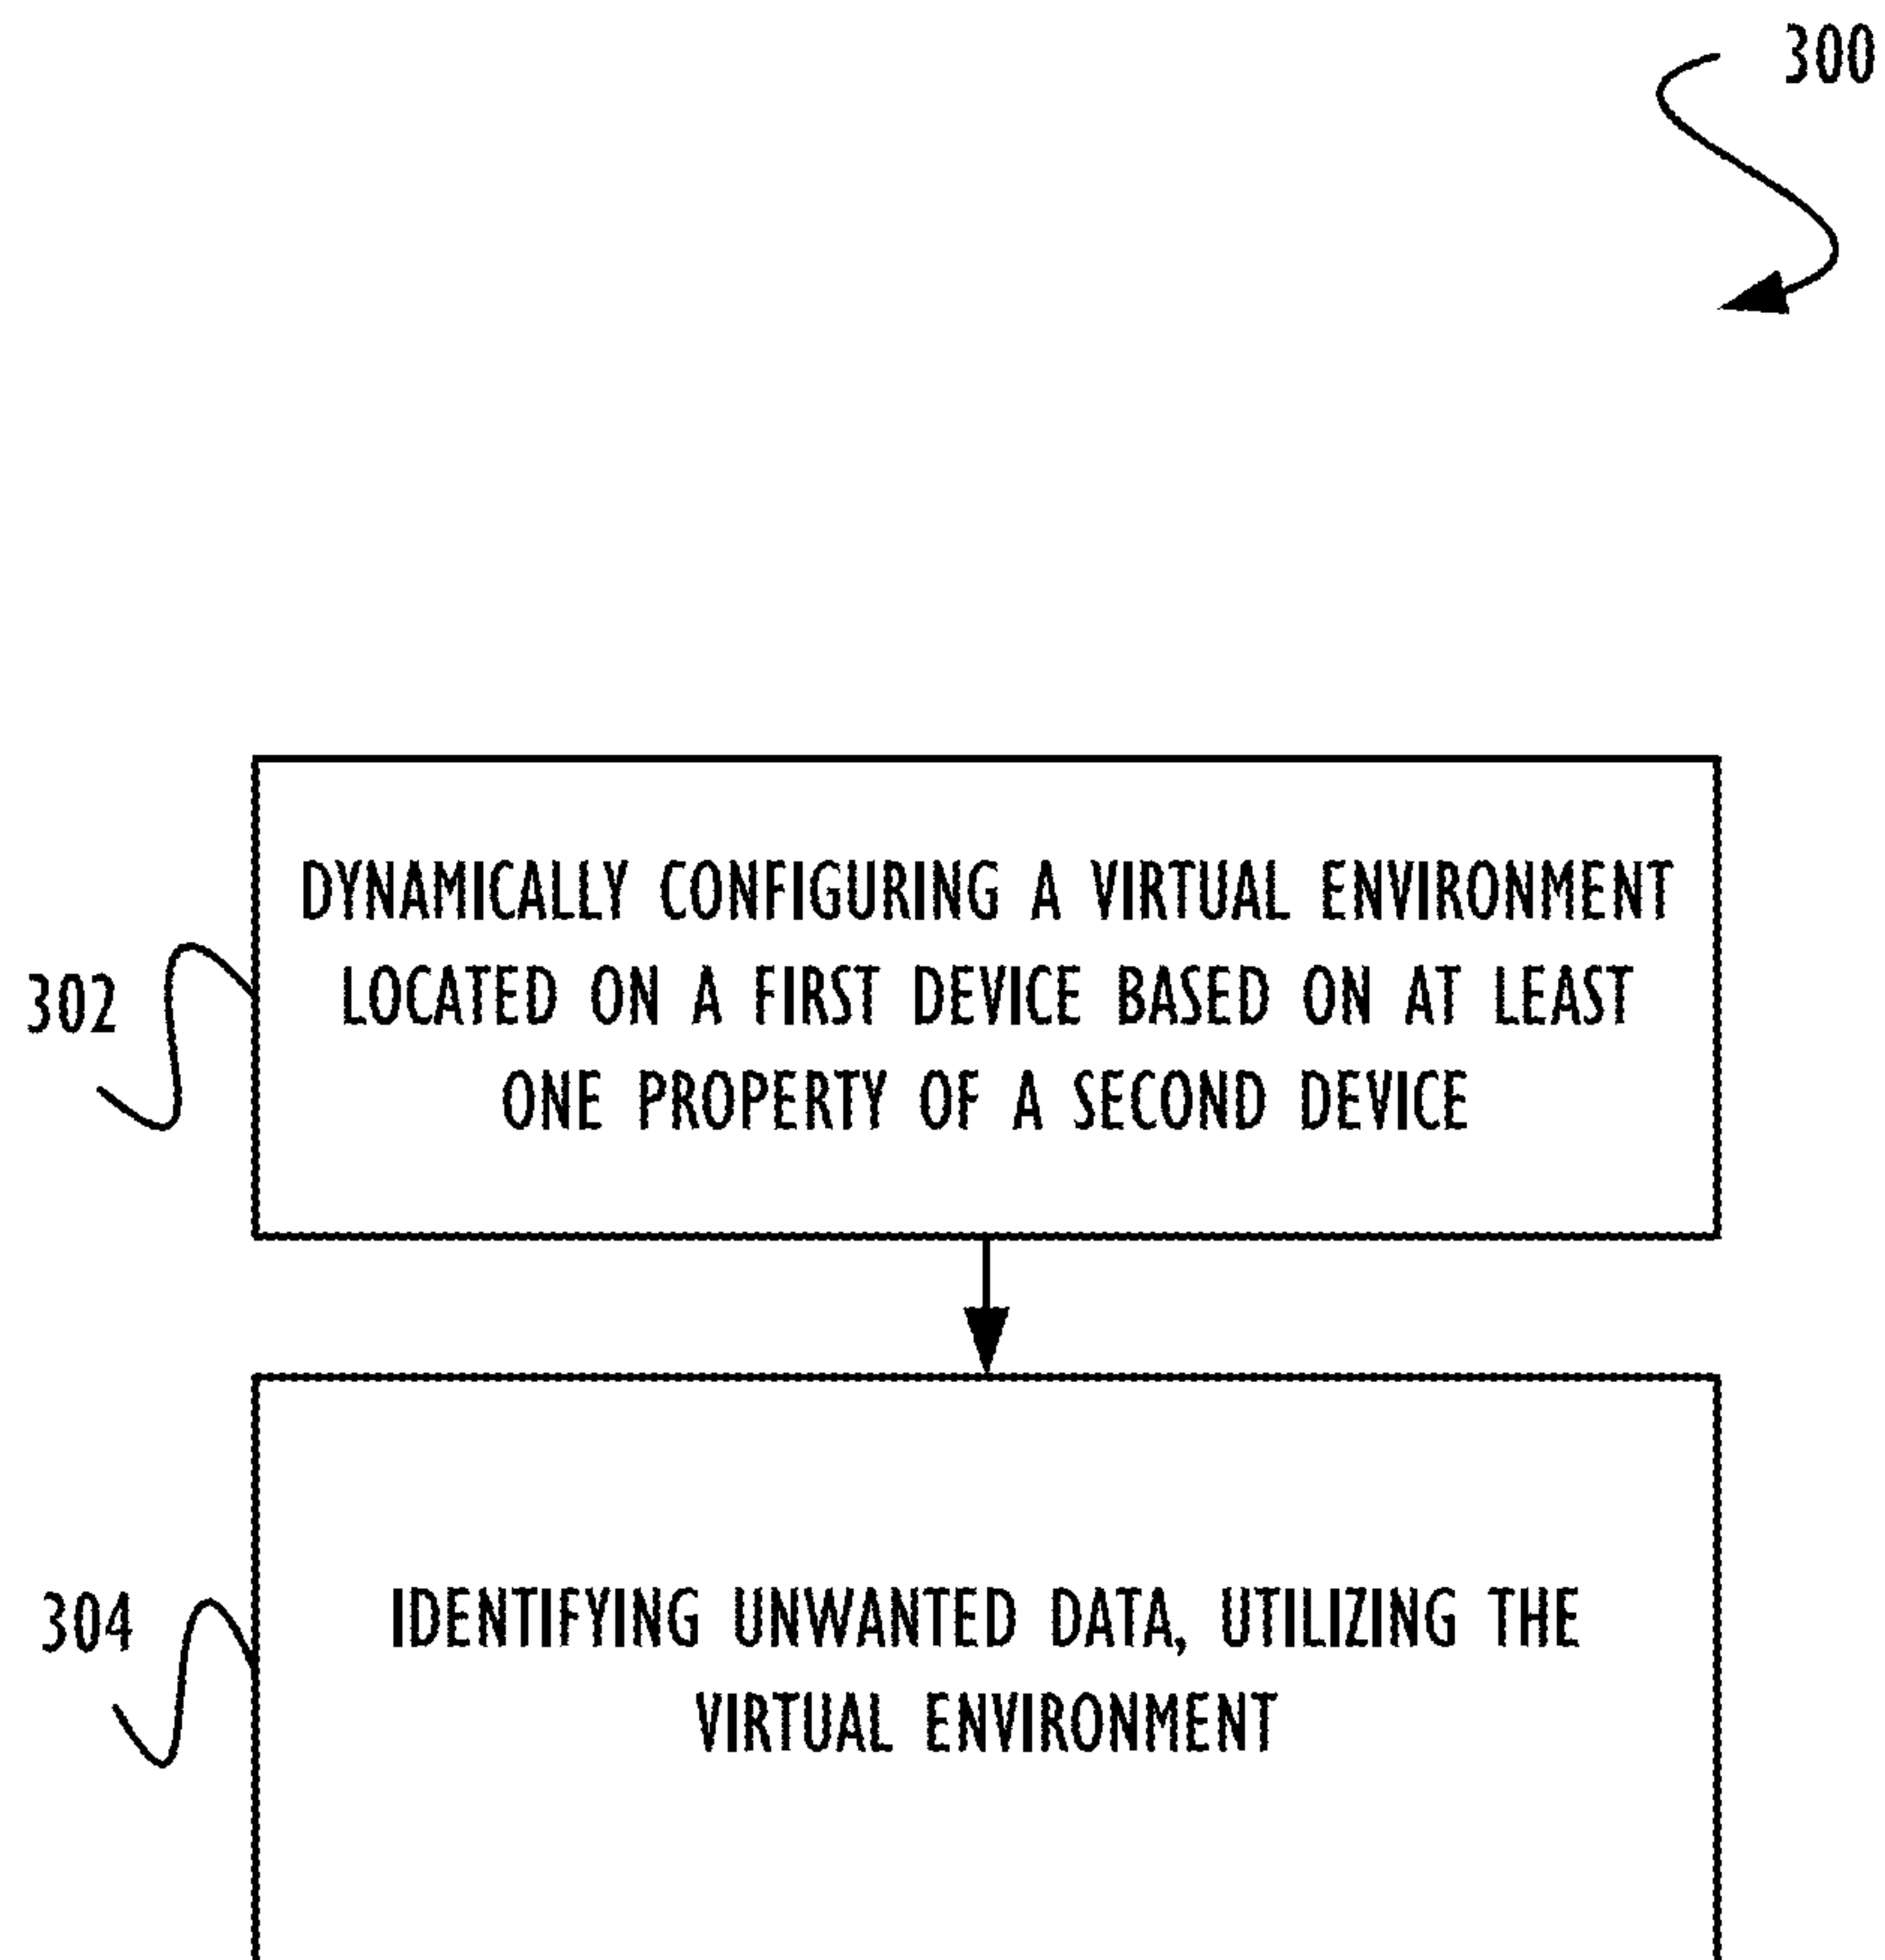 300
302
DYNAMICALLY CONFIGURING A VIRTUAL ENVIRONMENT
LOCATED ON A FIRST DEVICE BASED ON AT LEAST
ONE PROPERTY OF A SECOND DEVICE
304
IDENTIFYING UNWANTED DATA, UTILIZING THE
VIRTUAL ENVIRONMENT